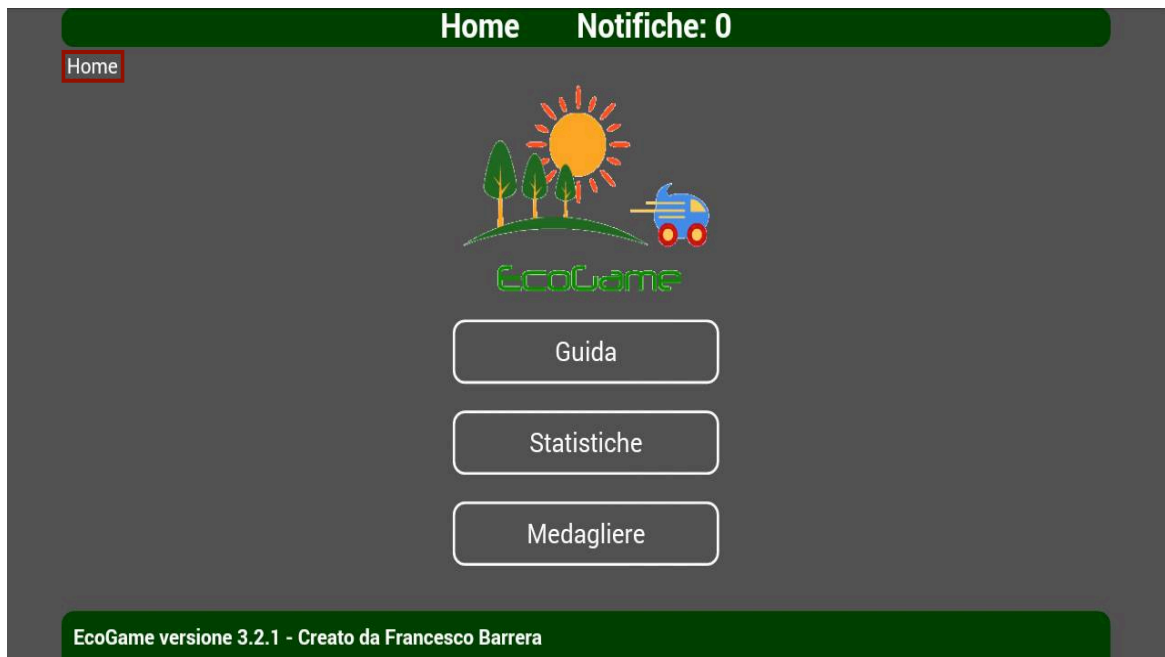 Home Notifiche: 0
Home
EcoGame
Guida
Statistiche
Medagliere
EcoGame versione 3.2.1 - Creato da Francesco Barrera